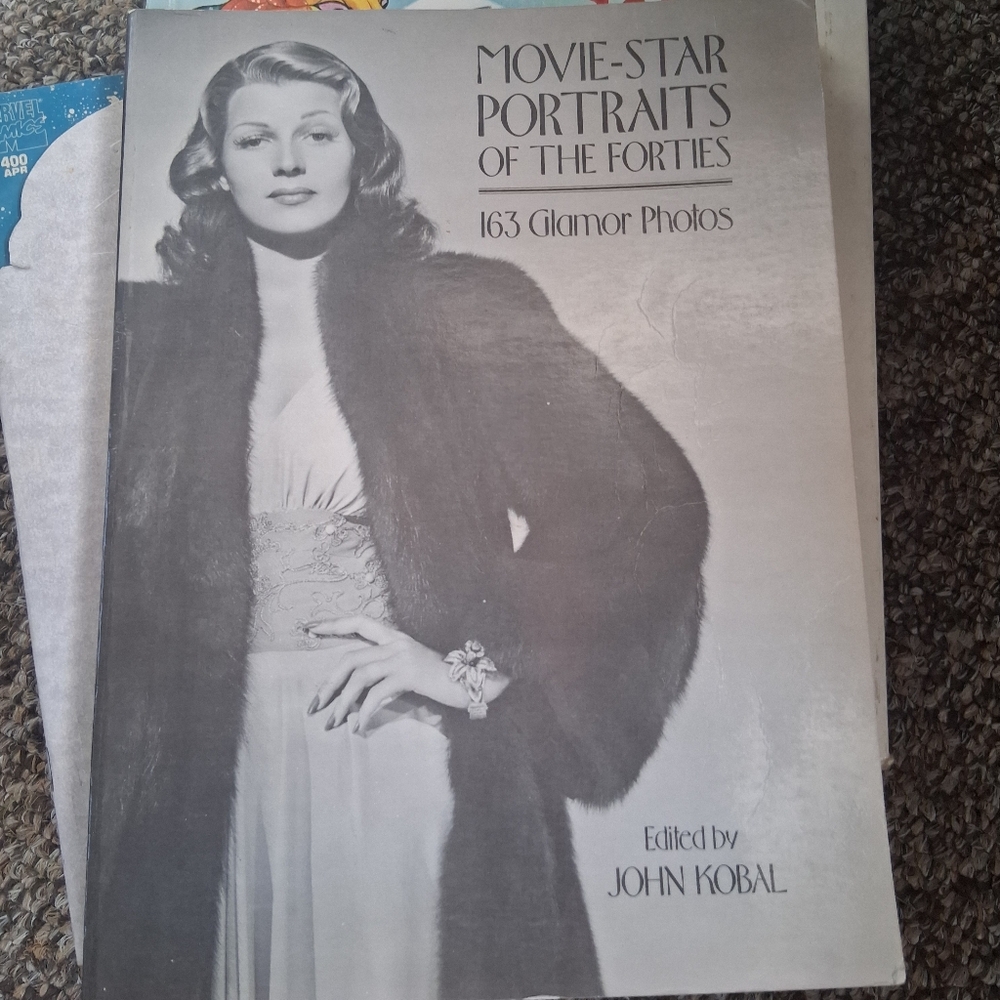 MOVIE-STAR
PORTRAITS
OF THE FORTIES
163 Glamor Photos
Edited by
JOHN KOBAL
400
APR